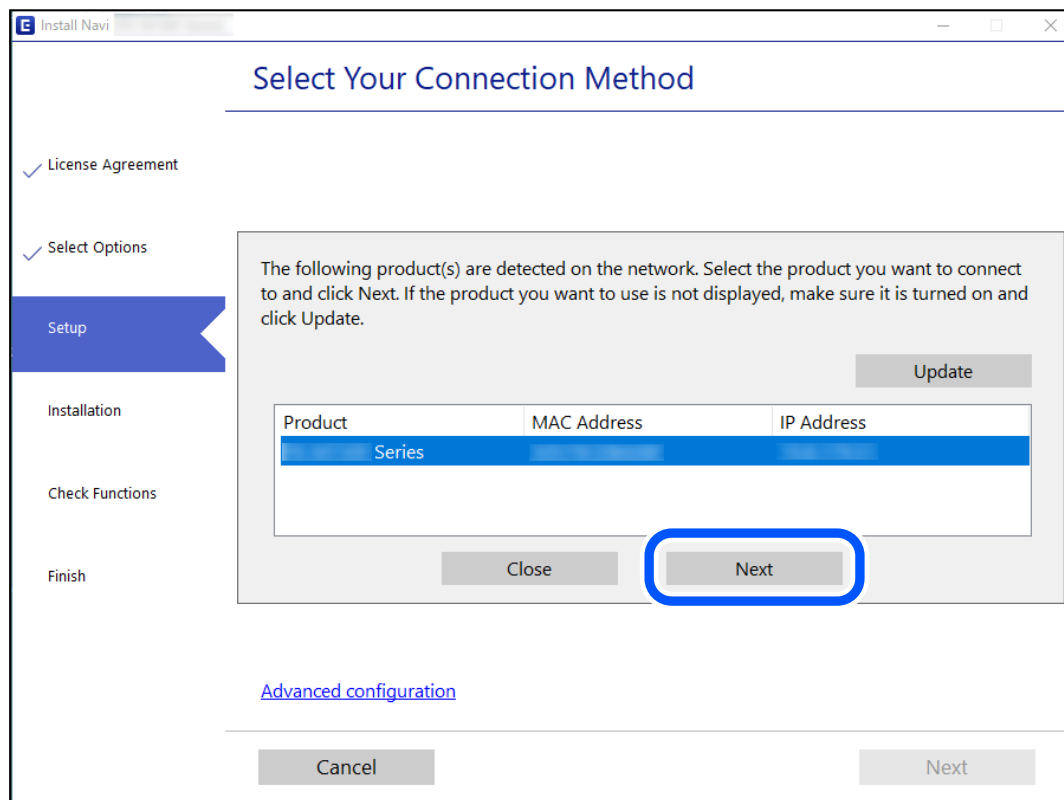 Install Navi
Select Your Connection Method
License Agreement
Select Options
Setup
Installation
Check Functions
Finish
The following product(s) are detected on the network. Select the product you want to connect
to and click Next. If the product you want to use is not displayed, make sure it is turned on and
click Update.
Update
Product MAC Address IP Address
Series
Close Next
Advanced configuration
Cancel Next